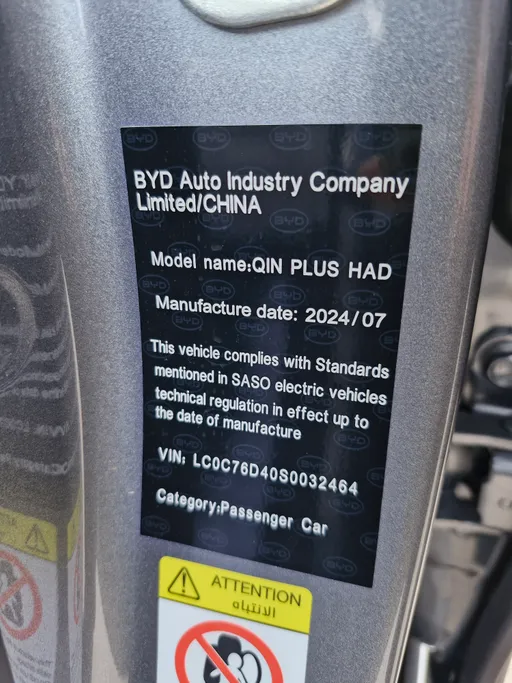 BYD Auto Industry Company
Limited/CHINA
Model name:QIN PLUS HAD
Manufacture date: 2024/07
This vehicle complies with Standards
mentioned in SASO electric vehicles
technical regulation in effect up to
the date of manufacture
VIN: LC0C76D40S0032464
Category:Passenger Car
ATTENTION
الانتباه